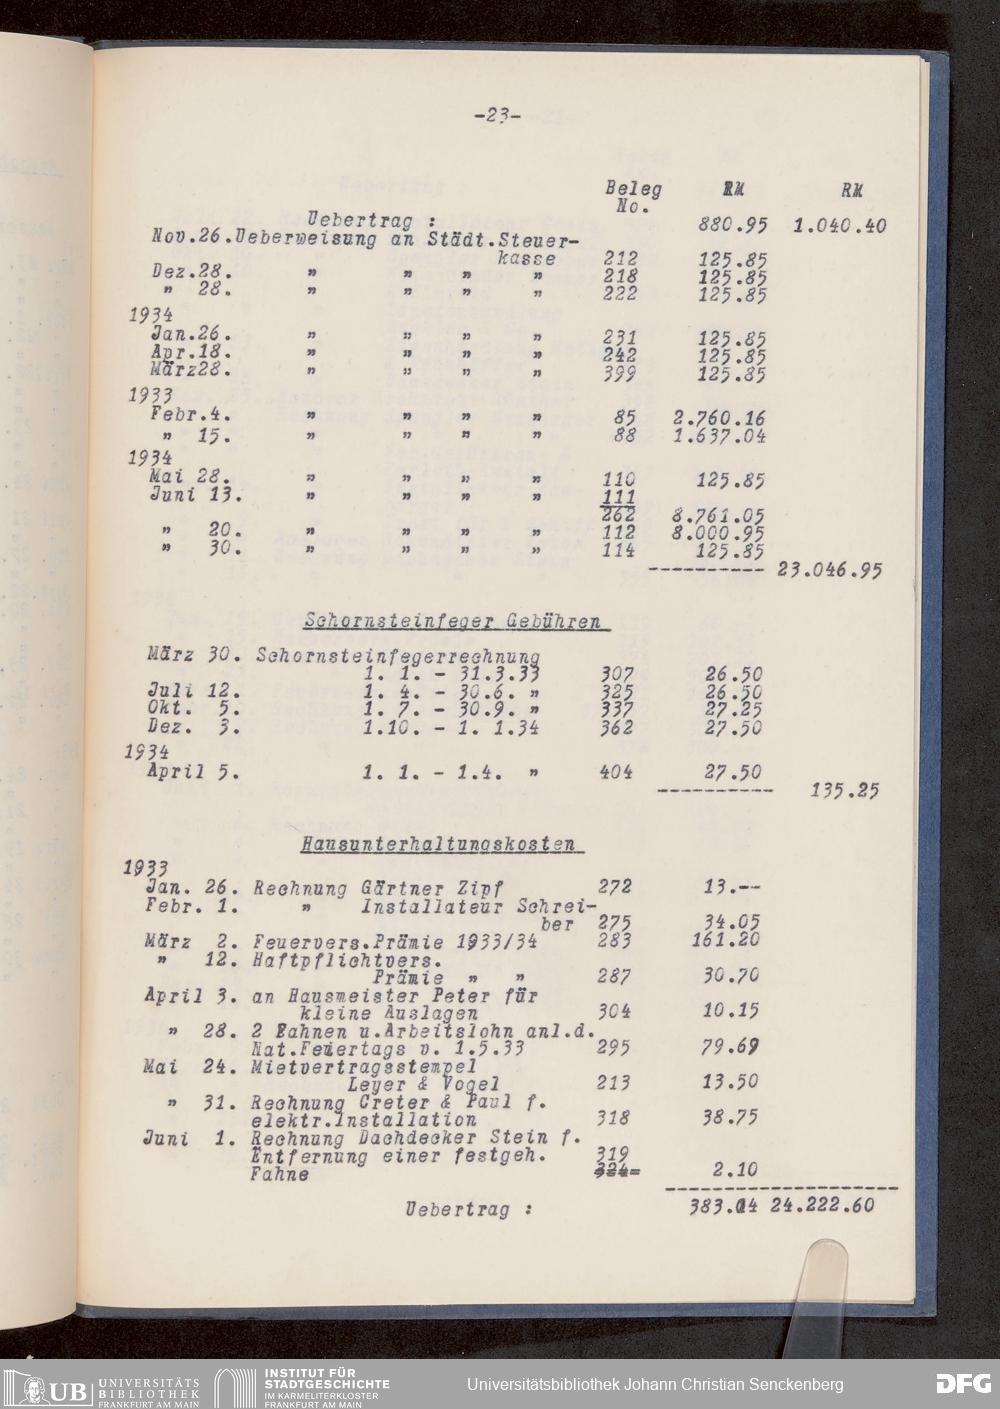 -23-
Beleg RM RM
No.
Uebertrag : 880.95 1.040.40
Nov.26.Ueberweisung an Städt.Steuer-
kasse 212 125.85
Dez.28. " " " " 218 125.85
" 28. " " " " 222 125.85
1934
Jan.26. " " " " 231 125.85
Apr.18. " " " " 242 125.85
März28. " " " " 399 125.85
1933
Febr.4. " " " " 85 2.760.16
" 15. " " " " 88 1.637.04
1934
Mai 28. " " " " 110 125.85
Juni 13. " " " " 111
262 8.761.05
" 20. " " " " 112 8.000.95
" 30. " " " " 114 125.85
---------- 23.046.95
Schornsteinfeger Gebühren
März 30. Schornsteinfegerrechnung
1. 1. - 31.3.33 307 26.50
Juli 12. 1. 4. - 30.6. " 325 26.50
Okt. 5. 1. 7. - 30.9. " 337 27.25
Dez. 3. 1.10. - 1. 1.34 362 27.50
1934
April 5. 1. 1. - 1.4. " 404 27.50
---------- 135.25
Hausunterhaltungskosten
1933
Jan. 26. Rechnung Gärtner Zipf 272 13.--
Febr. 1. " Installateur Schrei-
ber 275 34.05
März 2. Feuervers.Prämie 1933/34 283 161.20
" 12. Haftpflichtvers.
Prämie " " 287 30.70
April 3. an Hausmeister Peter für
kleine Auslagen 304 10.15
" 28. 2 Fahnen u.Arbeitslohn anl.d.
Nat.Feiertags v. 1.5.33 295 79.69
Mai 24. Mietvertragsstempel
Leyer & Vogel 213 13.50
" 31. Rechnung Creter & Paul f.
elektr.Installation 318 38.75
Juni 1. Rechnung Dachdecker Stein f.
Entfernung einer festgeh. 319
Fahne 324= 2.10
--------------------
Uebertrag : 383.14 24.222.60
UB UNIVERSITÄTS
BIBLIOTHEK
FRANKFURT AM MAIN
INSTITUT FÜR
STADTGESCHICHTE
IM KARMELITERKLOSTER
FRANKFURT AM MAIN
Universitätsbibliothek Johann Christian Senckenberg
DFG